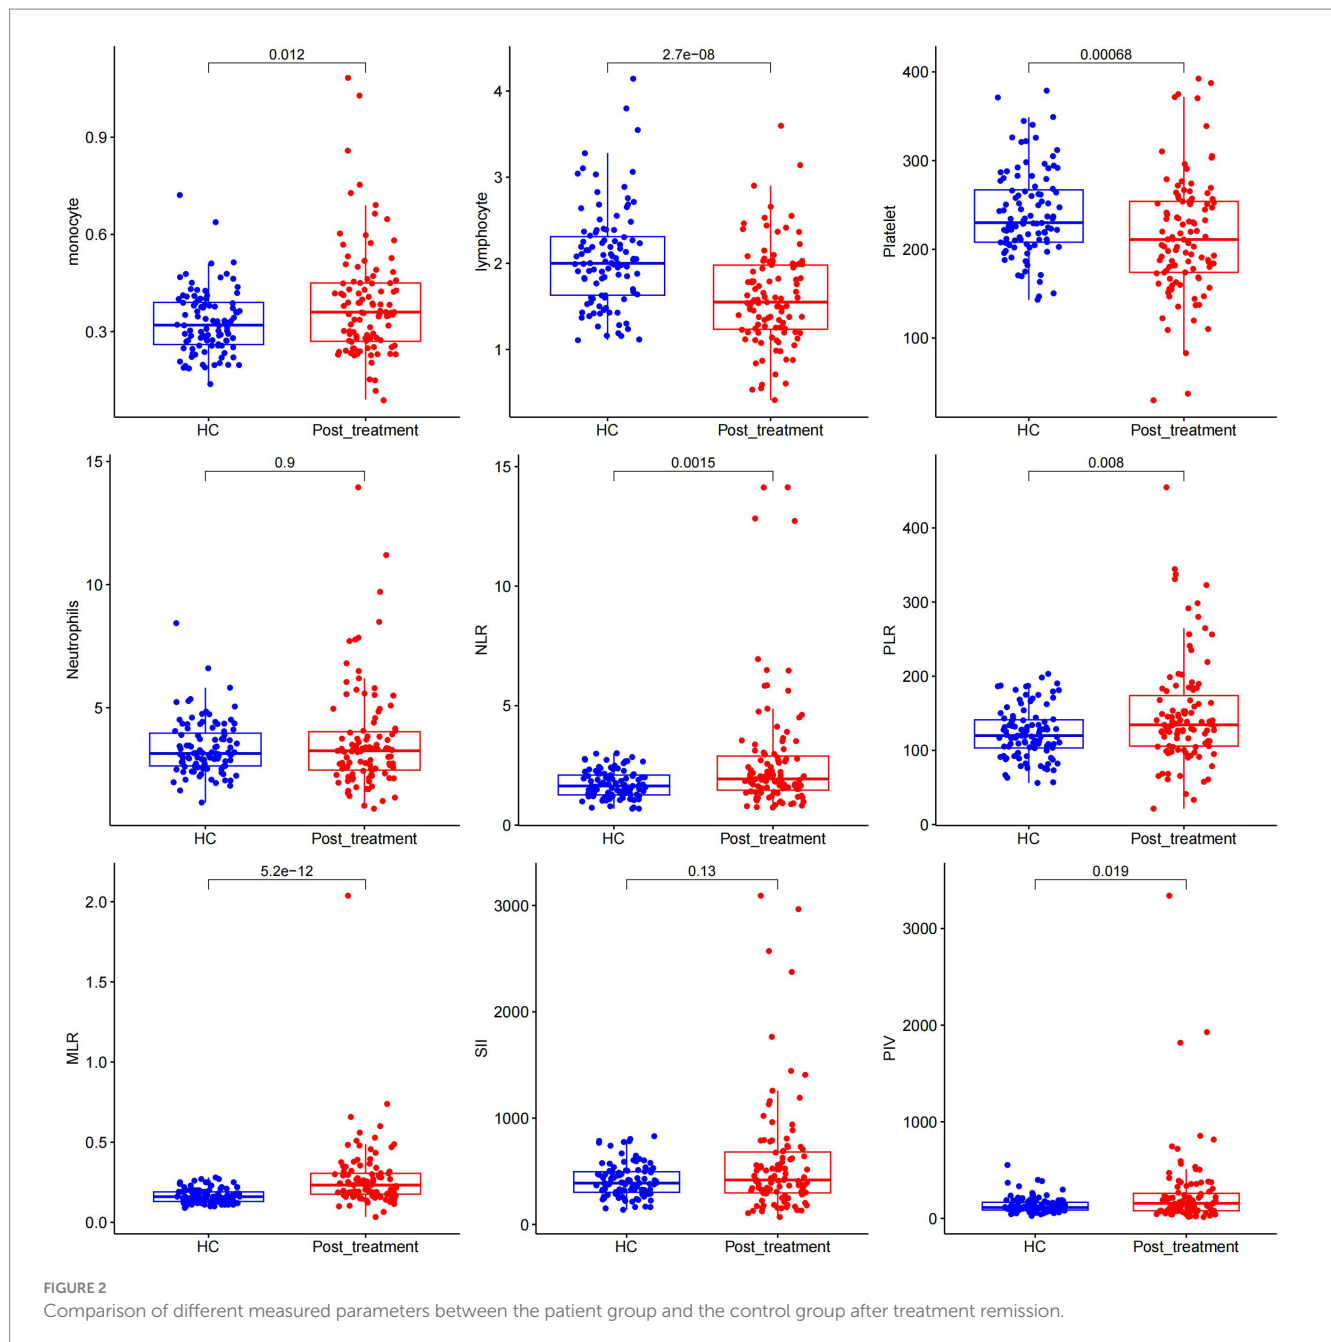 0.012
monocyte
0.9
0.6
0.3
HC
Post_treatment
2.7e−08
lymphocyte
4
3
2
1
HC
Post_treatment
0.00068
Platelet
400
300
200
100
HC
Post_treatment
0.9
Neutrophils
15
10
5
HC
Post_treatment
0.0015
NLR
15
10
5
0
HC
Post_treatment
0.008
PLR
400
300
200
100
0
HC
Post_treatment
5.2e−12
MLR
2.0
1.5
1.0
0.5
0.0
HC
Post_treatment
0.13
SII
3000
2000
1000
0
HC
Post_treatment
0.019
PIV
3000
2000
1000
0
HC
Post_treatment
FIGURE 2
Comparison of different measured parameters between the patient group and the control group after treatment remission.